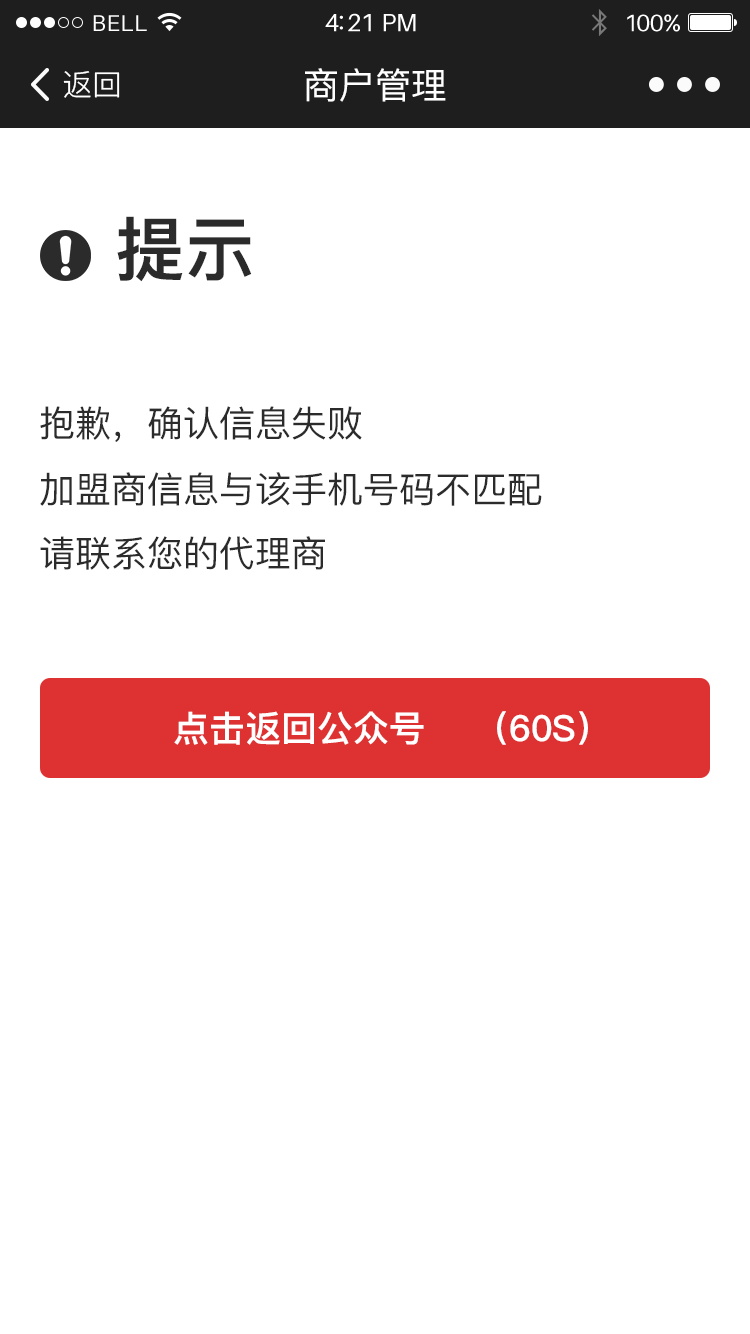 BELL 4:21 PM 100%
返回 商户管理
提示
抱歉，确认信息失败
加盟商信息与该手机号码不匹配
请联系您的代理商
点击返回公众号 (60S)